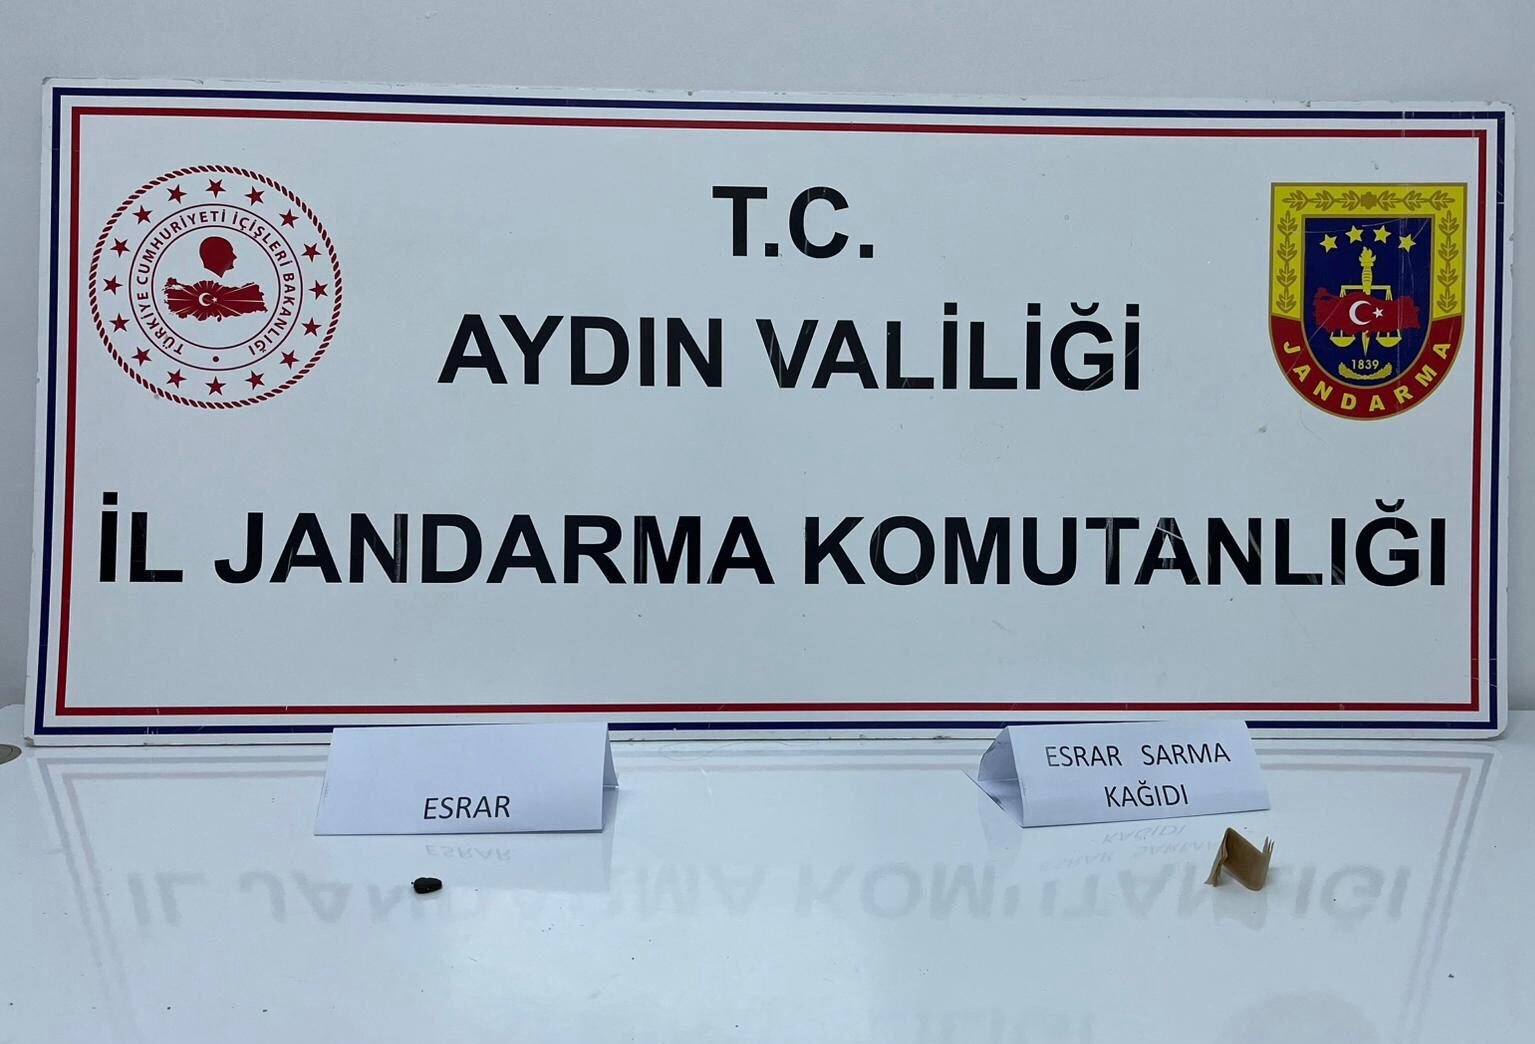 T.C.
AYDIN VALİLİĞİ
İL JANDARMA KOMUTANLIĞI
TÜRKİYE CUMHURİYETİ İÇİŞLERİ BAKANLIĞI
1839
JANDARMA
ESRAR
ESRAR SARMA
KAĞIDI